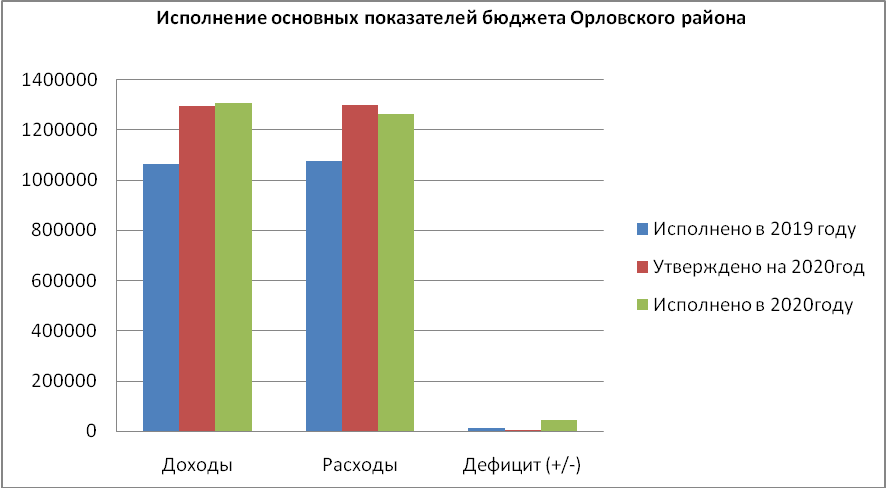 Исполнение основных показателей бюджета Орловского района
1400000
1200000
1000000
800000
600000
400000
200000
0
Доходы
Расходы
Дефицит (+/-)
Исполнено в 2019 году
Утверждено на 2020год
Исполнено в 2020году